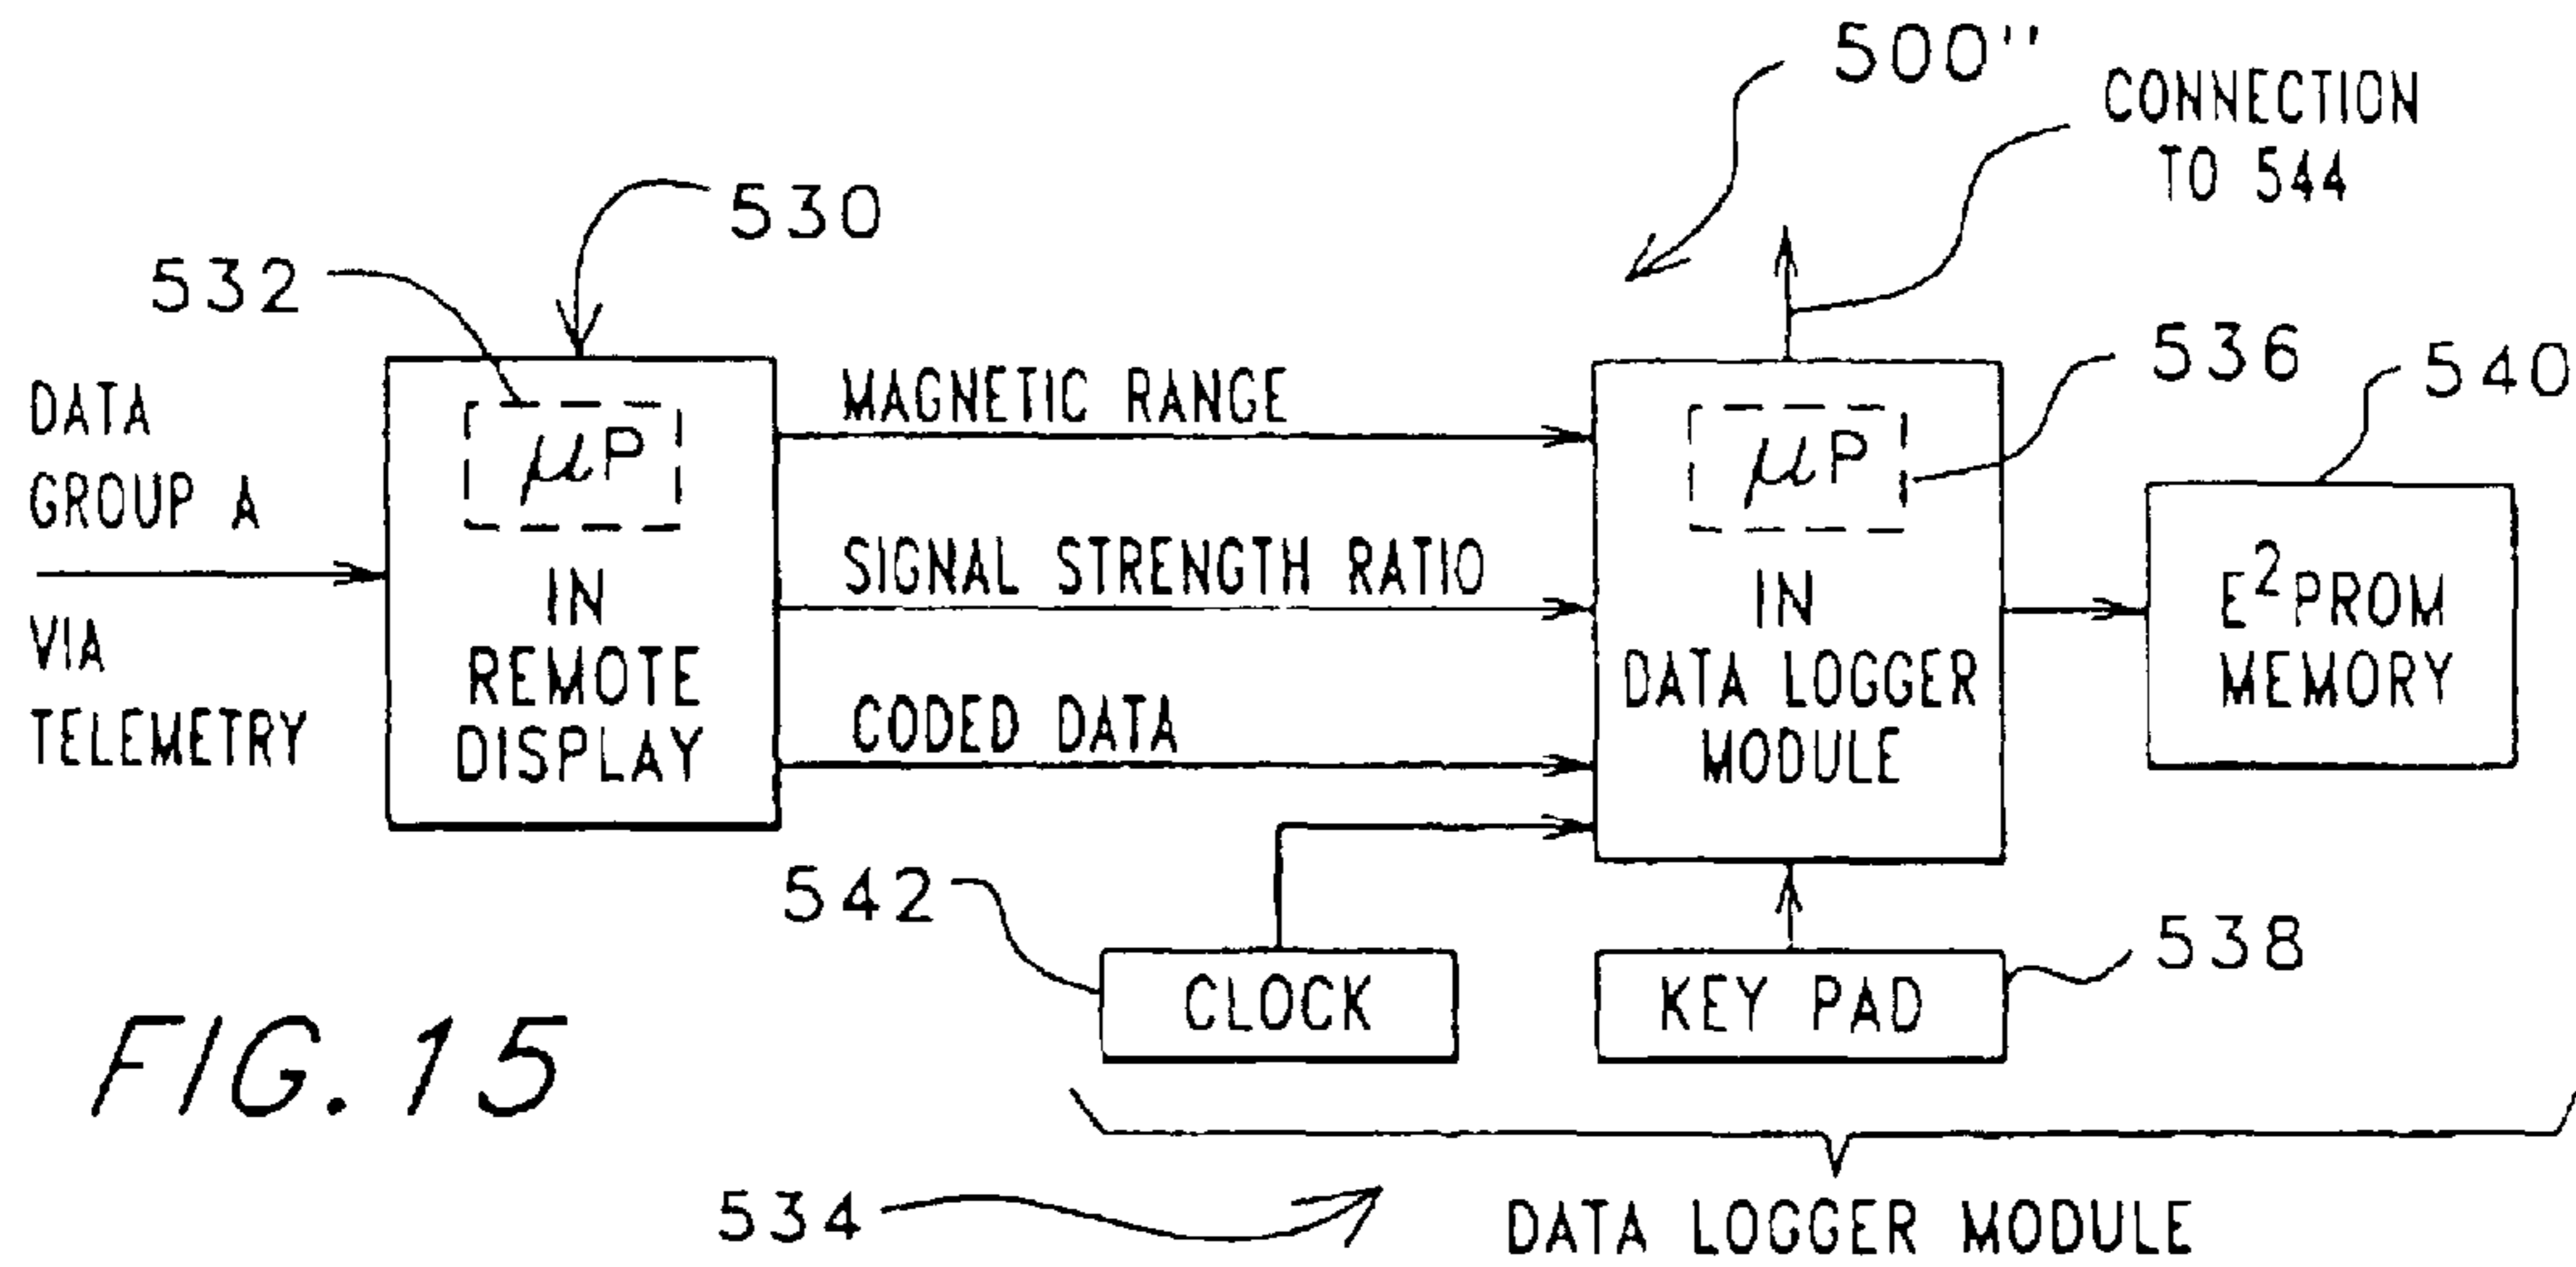 500"
CONNECTION
TO 544
530
532
536
540
DATA
GROUP A
VIA
TELEMETRY
μP
IN
REMOTE
DISPLAY
MAGNETIC RANGE
SIGNAL STRENGTH RATIO
CODED DATA
μP
IN
DATA LOGGER
MODULE
E²PROM
MEMORY
542
CLOCK
KEY PAD
538
FIG. 15
534
DATA LOGGER MODULE